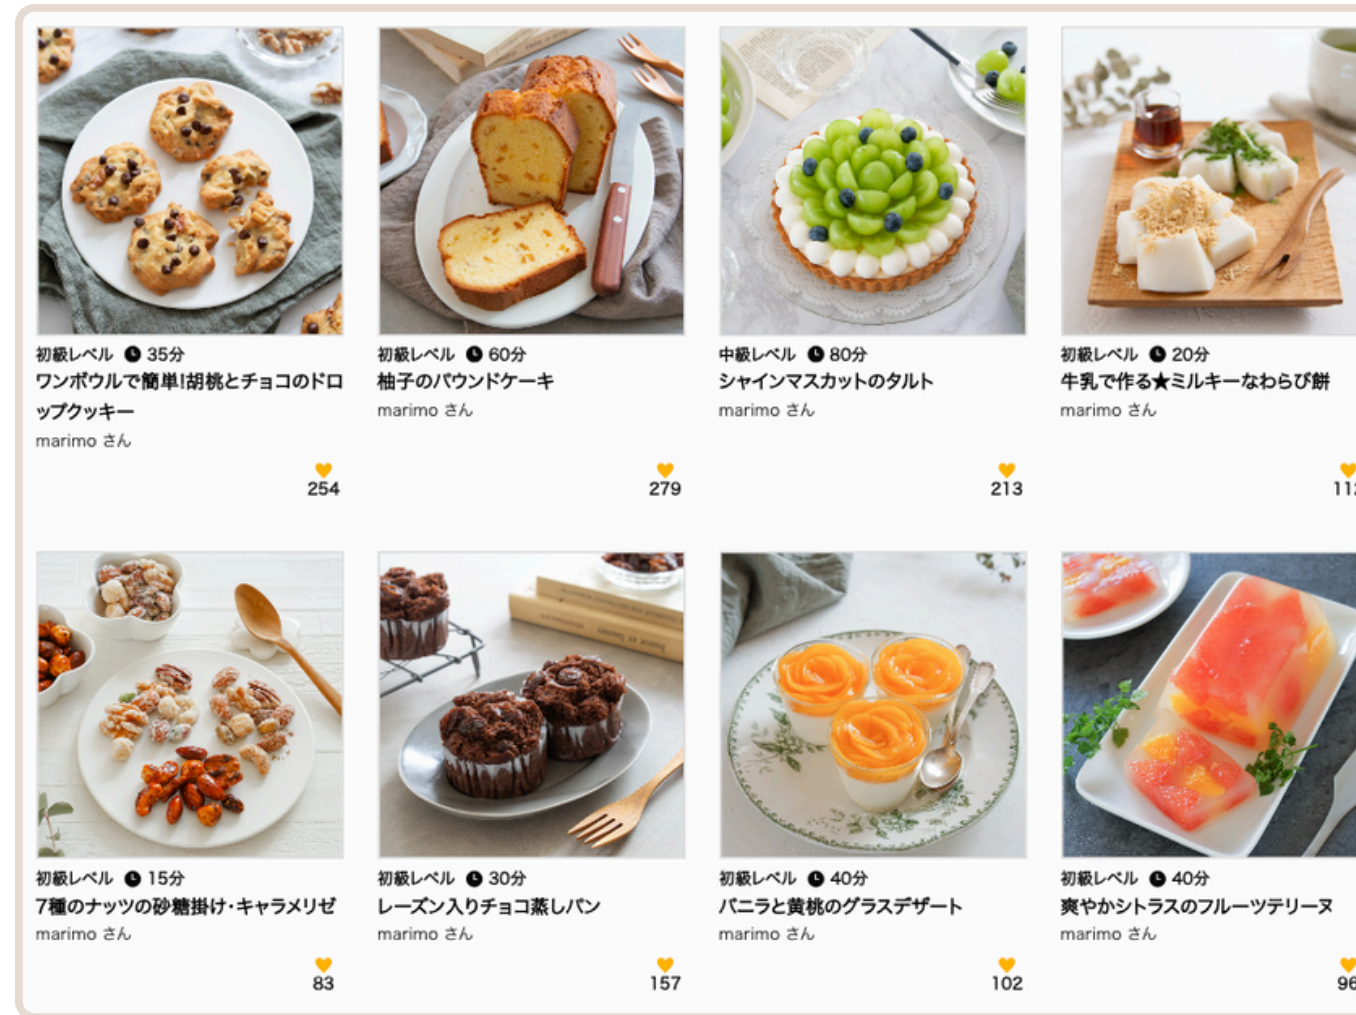 初級レベル 35分
ワンボウルで簡単!胡桃とチョコのドロ
ップクッキー
marimo さん
254
初級レベル 60分
柚子のパウンドケーキ
marimo さん
279
中級レベル 80分
シャインマスカットのタルト
marimo さん
213
初級レベル 20分
牛乳で作る★ミルキーなわらび餅
marimo さん
112
初級レベル 15分
7種のナッツの砂糖掛け・キャラメリゼ
marimo さん
83
初級レベル 30分
レーズン入りチョコ蒸しパン
marimo さん
157
初級レベル 40分
バニラと黄桃のグラスデザート
marimo さん
102
初級レベル 40分
爽やかシトラスのフルーツテリーヌ
marimo さん
96